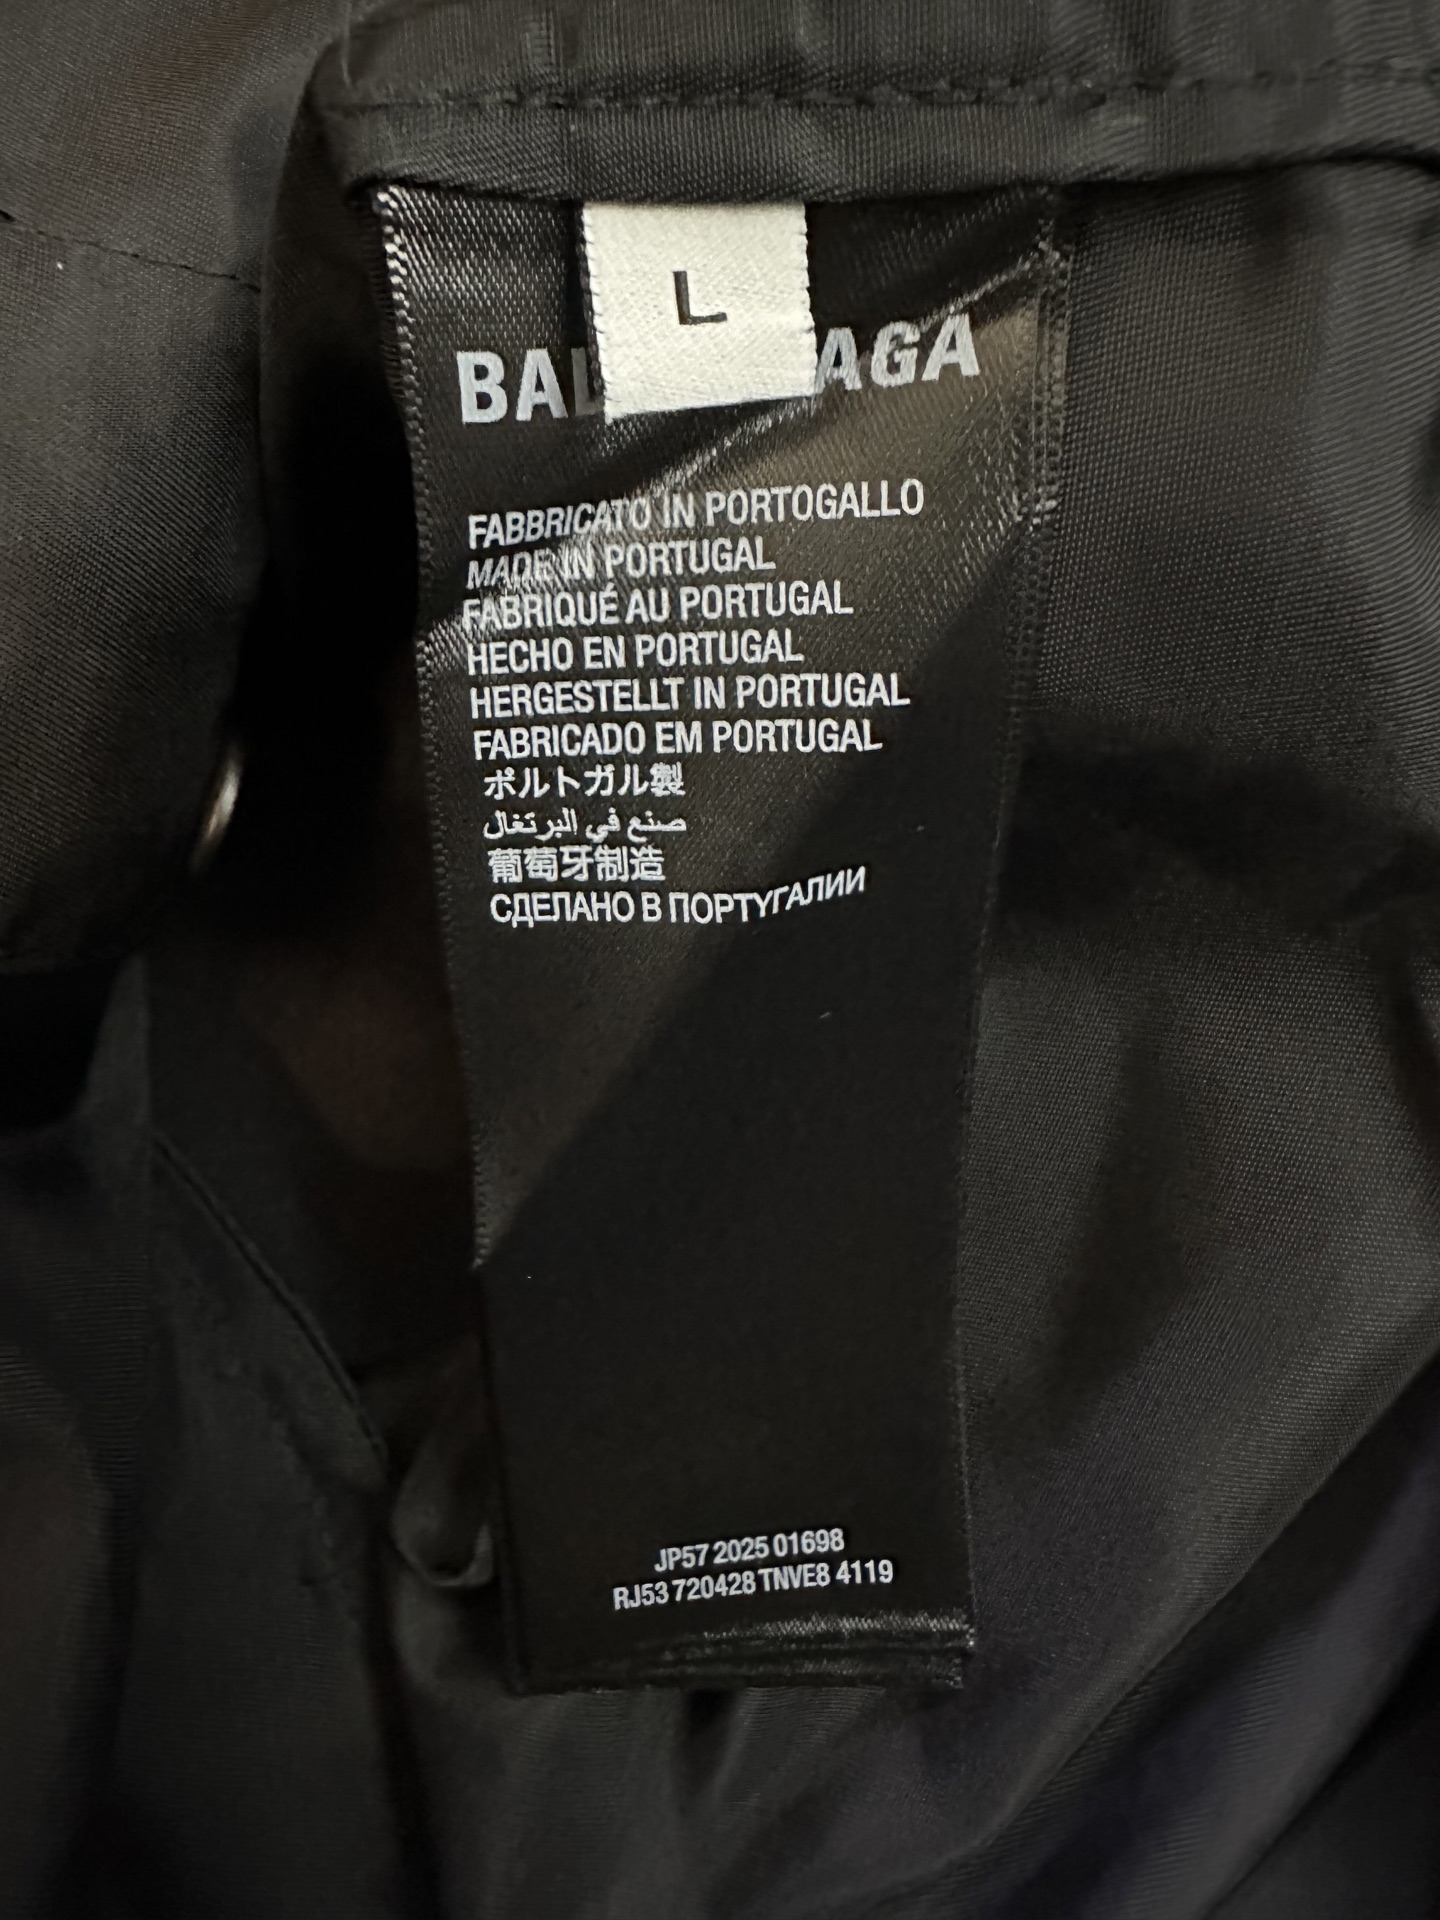 L
BAL AGA
FABBRICATO IN PORTOGALLO
MADE IN PORTUGAL
FABRIQUÉ AU PORTUGAL
HECHO EN PORTUGAL
HERGESTELLT IN PORTUGAL
FABRICADO EM PORTUGAL
ポルトガル製
صنع في البرتغال
葡萄牙制造
СДЕЛАНО В ПОРТУГАЛИИ
JP57 2025 01698
RJ53 720428 TNVE8 4119